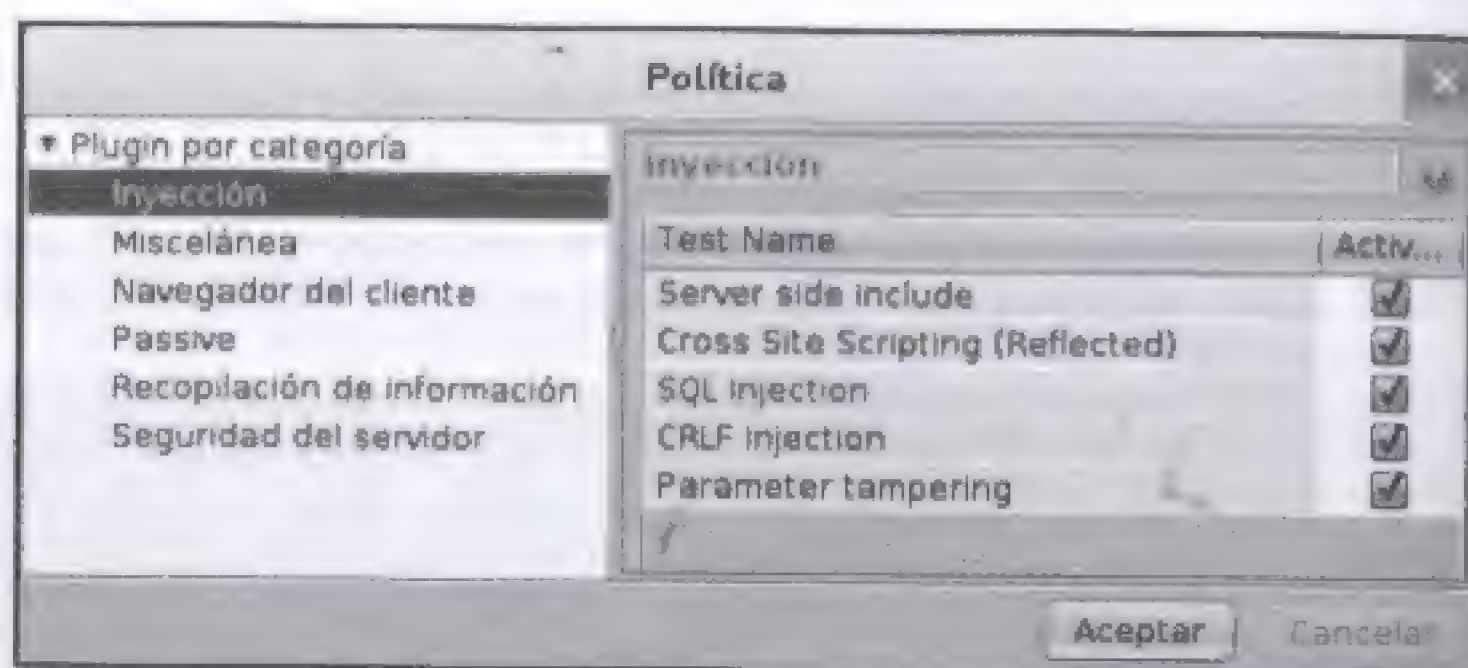 Política
Plugin por categoría
Inyección
Miscelánea
Navegador del cliente
Passive
Recopilación de información
Seguridad del servidor
Inyección
Test Name
Activ...
Server side include
Cross Site Scripting (Reflected)
SQL Injection
CRLF Injection
Parameter tampering
Aceptar
Cancelar